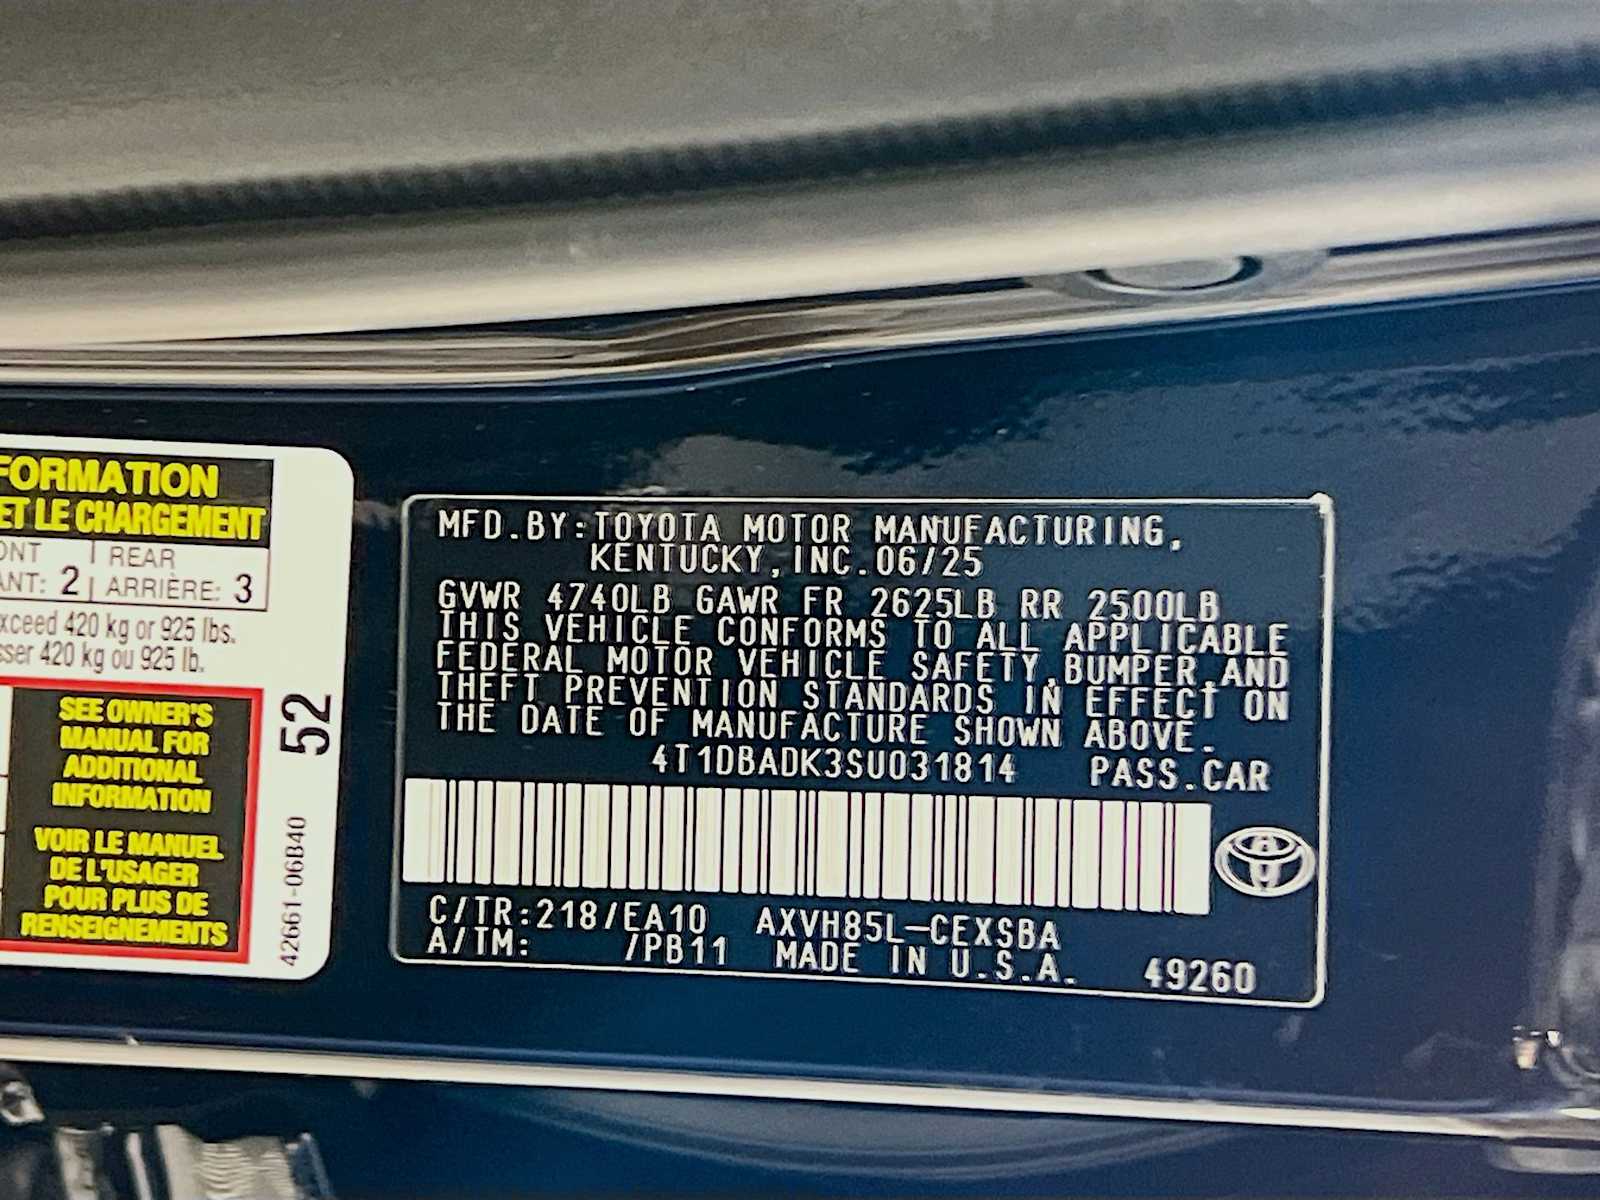 FORMATION
ET LE CHARGEMENT
ONT | REAR
ANT: 2 | ARRIÈRE: 3
xceed 420 kg or 925 lbs.
sser 420 kg ou 925 lb.
SEE OWNER'S
MANUAL FOR
ADDITIONAL
INFORMATION
VOIR LE MANUEL
DE L'USAGER
POUR PLUS DE
RENSEIGNEMENTS
52
42661-06B40
MFD.BY:TOYOTA MOTOR MANUFACTURING,
KENTUCKY,INC.06/25
GVWR 4740LB GAWR FR 2625LB RR 2500LB
THIS VEHICLE CONFORMS TO ALL APPLICABLE
FEDERAL MOTOR VEHICLE SAFETY,BUMPER,AND
THEFT PREVENTION STANDARDS IN EFFECT ON
THE DATE OF MANUFACTURE SHOWN ABOVE.
4T1DBADK3SU031814 PASS.CAR
C/TR:218/EA10 AXVH85L-CEXSBA
A/TM: /PB11 MADE IN U.S.A. 49260